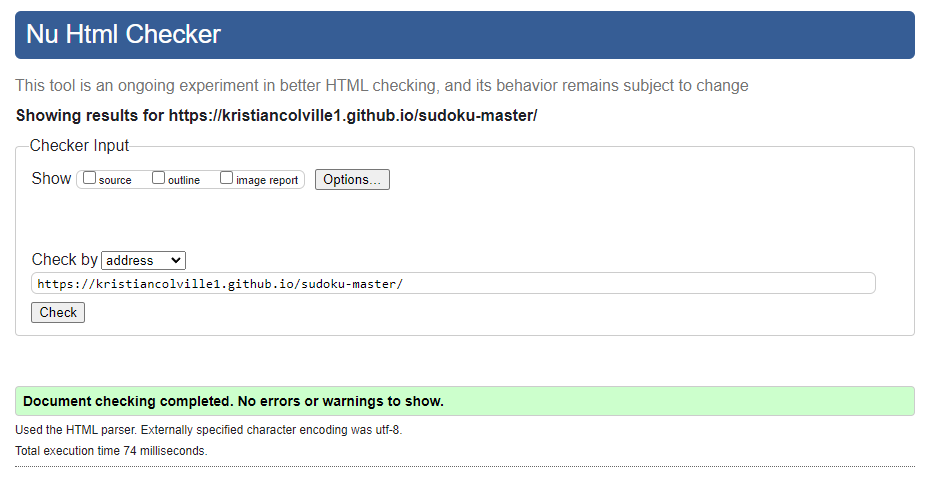 Nu Html Checker
This tool is an ongoing experiment in better HTML checking, and its behavior remains subject to change
Showing results for https://kristiancolville1.github.io/sudoku-master/
Checker Input
Show source outline image report Options...
Check by address
https://kristiancolville1.github.io/sudoku-master/
Check
Document checking completed. No errors or warnings to show.
Used the HTML parser. Externally specified character encoding was utf-8.
Total execution time 74 milliseconds.